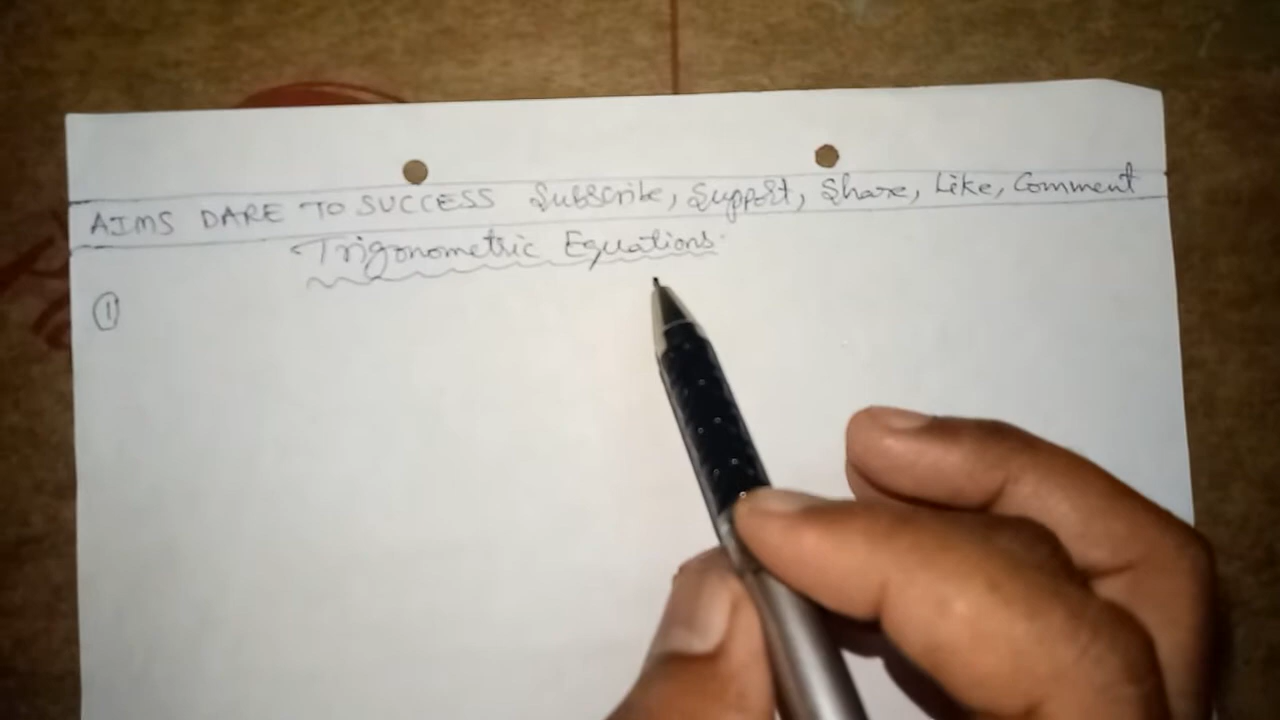 AIMS DARE TO SUCCESS Subscribe, Support, Share, Like, Comment
Trigonometric Equations.
①